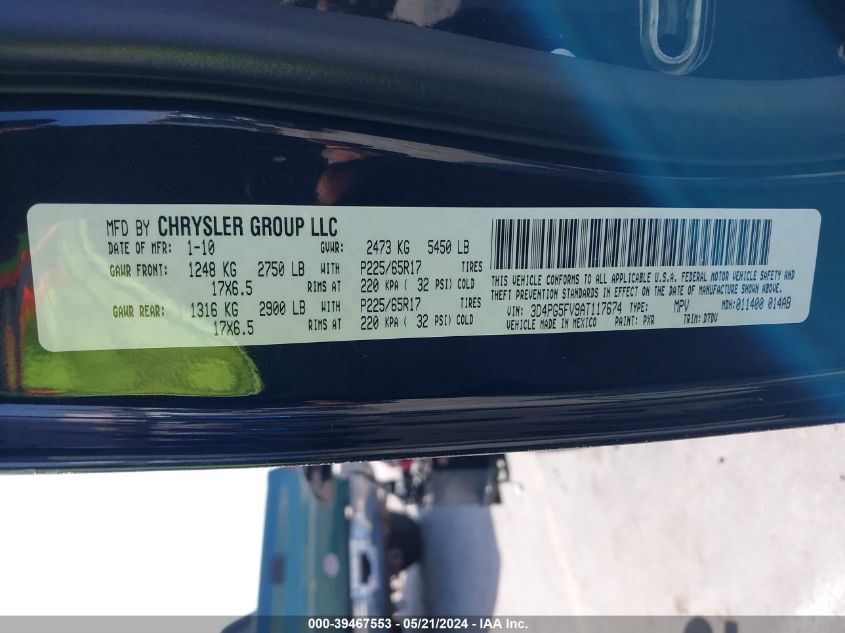 MFD BY CHRYSLER GROUP LLC
DATE OF MFR: 1-10 GVWR: 2473 KG 5450 LB
GAWR FRONT: 1248 KG 2750 LB WITH P225/65R17 TIRES
17X6.5 RIMS AT 220 KPA ( 32 PSI) COLD
GAWR REAR: 1316 KG 2900 LB WITH P225/65R17 TIRES
17X6.5 RIMS AT 220 KPA ( 32 PSI) COLD
THIS VEHICLE CONFORMS TO ALL APPLICABLE U.S.A. FEDERAL MOTOR VEHICLE SAFETY AND
THEFT PREVENTION STANDARDS IN EFFECT ON THE DATE OF MANUFACTURE SHOWN ABOVE.
VIN: 3D4PG5FV9AT117674 TYPE: MPV MDH: 011400 014AB
VEHICLE MADE IN MEXICO PAINT: PXR TRIM: D7DV
000-39467553 - 05/21/2024 - IAA Inc.